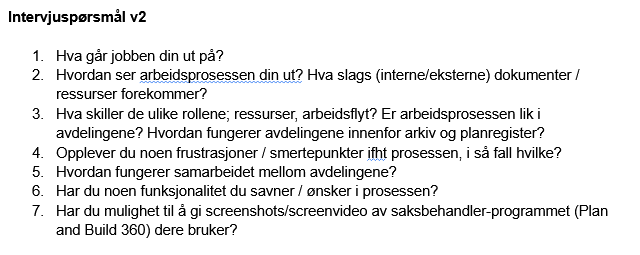 Intervjuspørsmål v2
1. Hva går jobben din ut på?
2. Hvordan ser arbeidsprosessen din ut? Hva slags (interne/eksterne) dokumenter /
ressurser forekommer?
3. Hva skiller de ulike rollene; ressurser, arbeidsflyt? Er arbeidsprosessen lik i
avdelingene? Hvordan fungerer avdelingene innenfor arkiv og planregister?
4. Opplever du noen frustrasjoner / smertepunkter ifht prosessen, i så fall hvilke?
5. Hvordan fungerer samarbeidet mellom avdelingene?
6. Har du noen funksjonalitet du savner / ønsker i prosessen?
7. Har du mulighet til å gi screenshots/screenvideo av saksbehandler-programmet (Plan
and Build 360) dere bruker?